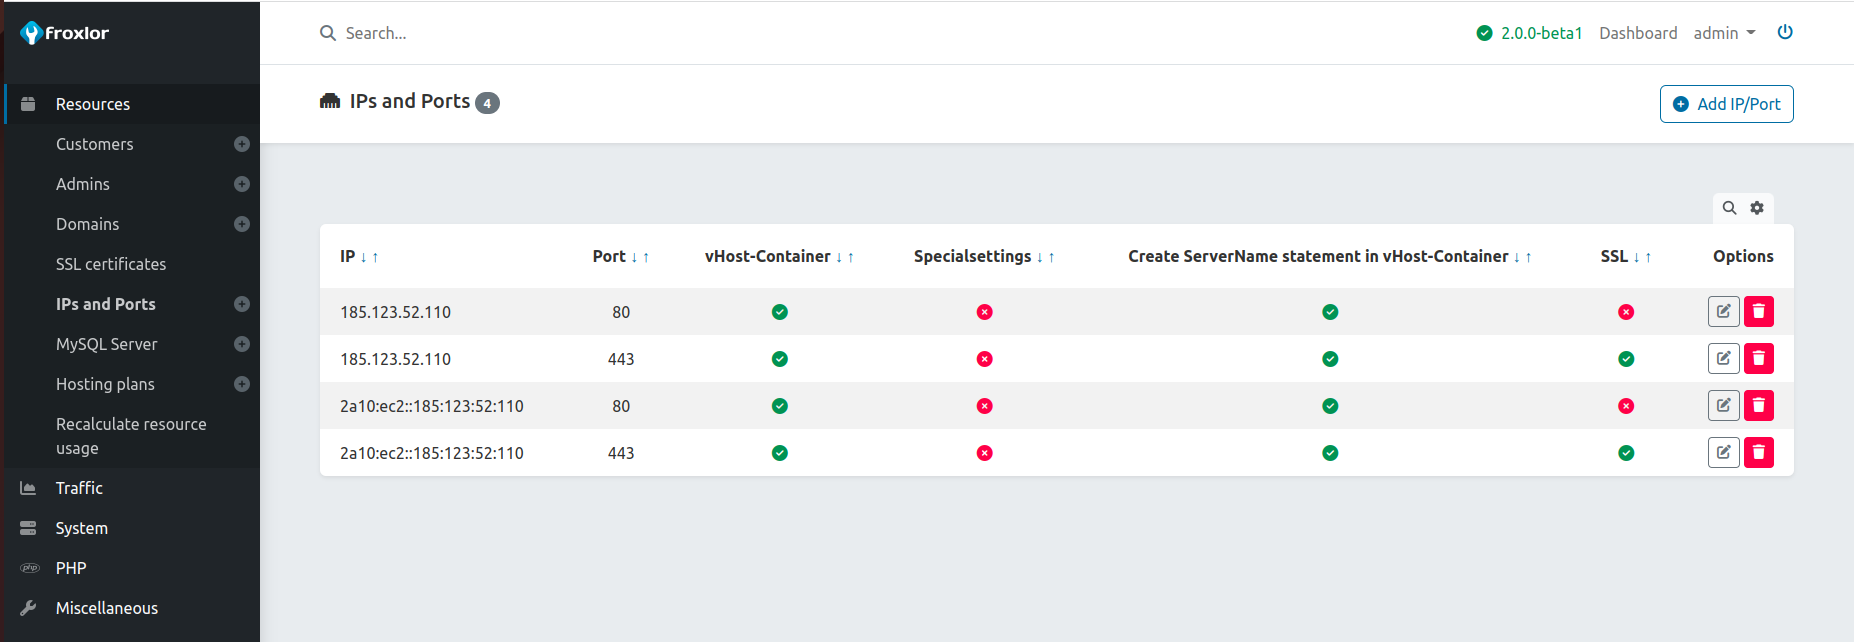 froxlor
Search...
2.0.0-beta1 Dashboard admin
Resources
Customers
Admins
Domains
SSL certificates
IPs and Ports
MySQL Server
Hosting plans
Recalculate resource
usage
Traffic
System
php PHP
Miscellaneous
IPs and Ports 4
Add IP/Port
IP ↓ ↑ Port ↓ ↑ vHost-Container ↓ ↑ Specialsettings ↓ ↑ Create ServerName statement in vHost-Container ↓ ↑ SSL ↓ ↑ Options
185.123.52.110 80
185.123.52.110 443
2a10:ec2::185:123:52:110 80
2a10:ec2::185:123:52:110 443